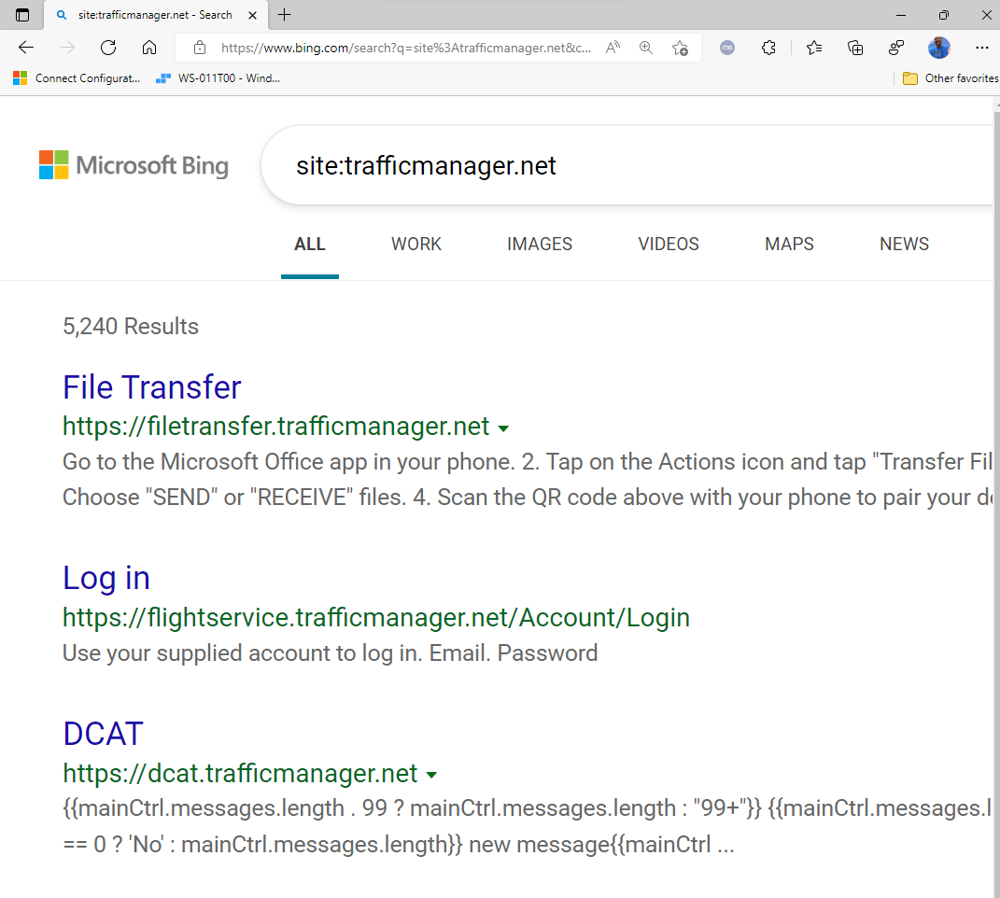 site:trafficmanager.net - Search
https://www.bing.com/search?q=site%3Atrafficmanager.net&c...
me
Connect Configurat...
WS-011T00 - Wind...
Other favorites
Microsoft Bing
site:trafficmanager.net
ALL WORK IMAGES VIDEOS MAPS NEWS
5,240 Results
File Transfer
https://filetransfer.trafficmanager.net
Go to the Microsoft Office app in your phone. 2. Tap on the Actions icon and tap "Transfer Fil
Choose "SEND" or "RECEIVE" files. 4. Scan the QR code above with your phone to pair your de
Log in
https://flightservice.trafficmanager.net/Account/Login
Use your supplied account to log in. Email. Password
DCAT
https://dcat.trafficmanager.net
{{mainCtrl.messages.length . 99 ? mainCtrl.messages.length : "99+"}} {{mainCtrl.messages.l
== 0 ? 'No' : mainCtrl.messages.length}} new message{{mainCtrl ...